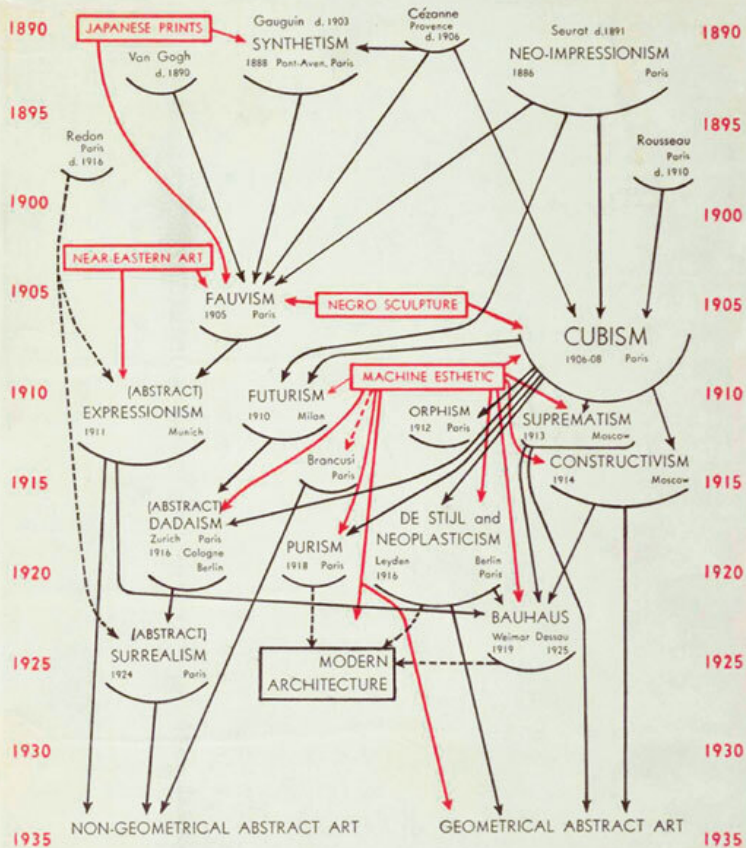 1890
JAPANESE PRINTS
Gauguin d. 1903
SYNTHETISM
1888 Pont-Aven, Paris
Cézanne
Provence
d. 1906
Seurat d.1891
NEO-IMPRESSIONISM
1886 Paris
1890
Van Gogh
d. 1890
1895
1895
Redon
Paris
d. 1916
Rousseau
Paris
d. 1910
1900
1900
NEAR-EASTERN ART
1905
FAUVISM
1905 Paris
NEGRO SCULPTURE
1905
CUBISM
1906-08 Paris
MACHINE ESTHETIC
1910
(ABSTRACT)
EXPRESSIONISM
1911 Munich
FUTURISM
1910 Milan
ORPHISM
1912 Paris
SUPREMATISM
1913 Moscow
1910
Brancusi
Paris
CONSTRUCTIVISM
1914 Moscow
1915
1915
(ABSTRACT)
DADAISM
Zurich Paris
1916 Cologne
Berlin
PURISM
1918 Paris
DE STIJL and
NEOPLASTICISM
Leyden Berlin
1916 Paris
1920
1920
BAUHAUS
Weimar Dessau
1919 1925
(ABSTRACT)
SURREALISM
1924 Paris
MODERN
ARCHITECTURE
1925
1925
1930
1930
NON-GEOMETRICAL ABSTRACT ART
GEOMETRICAL ABSTRACT ART
1935
1935